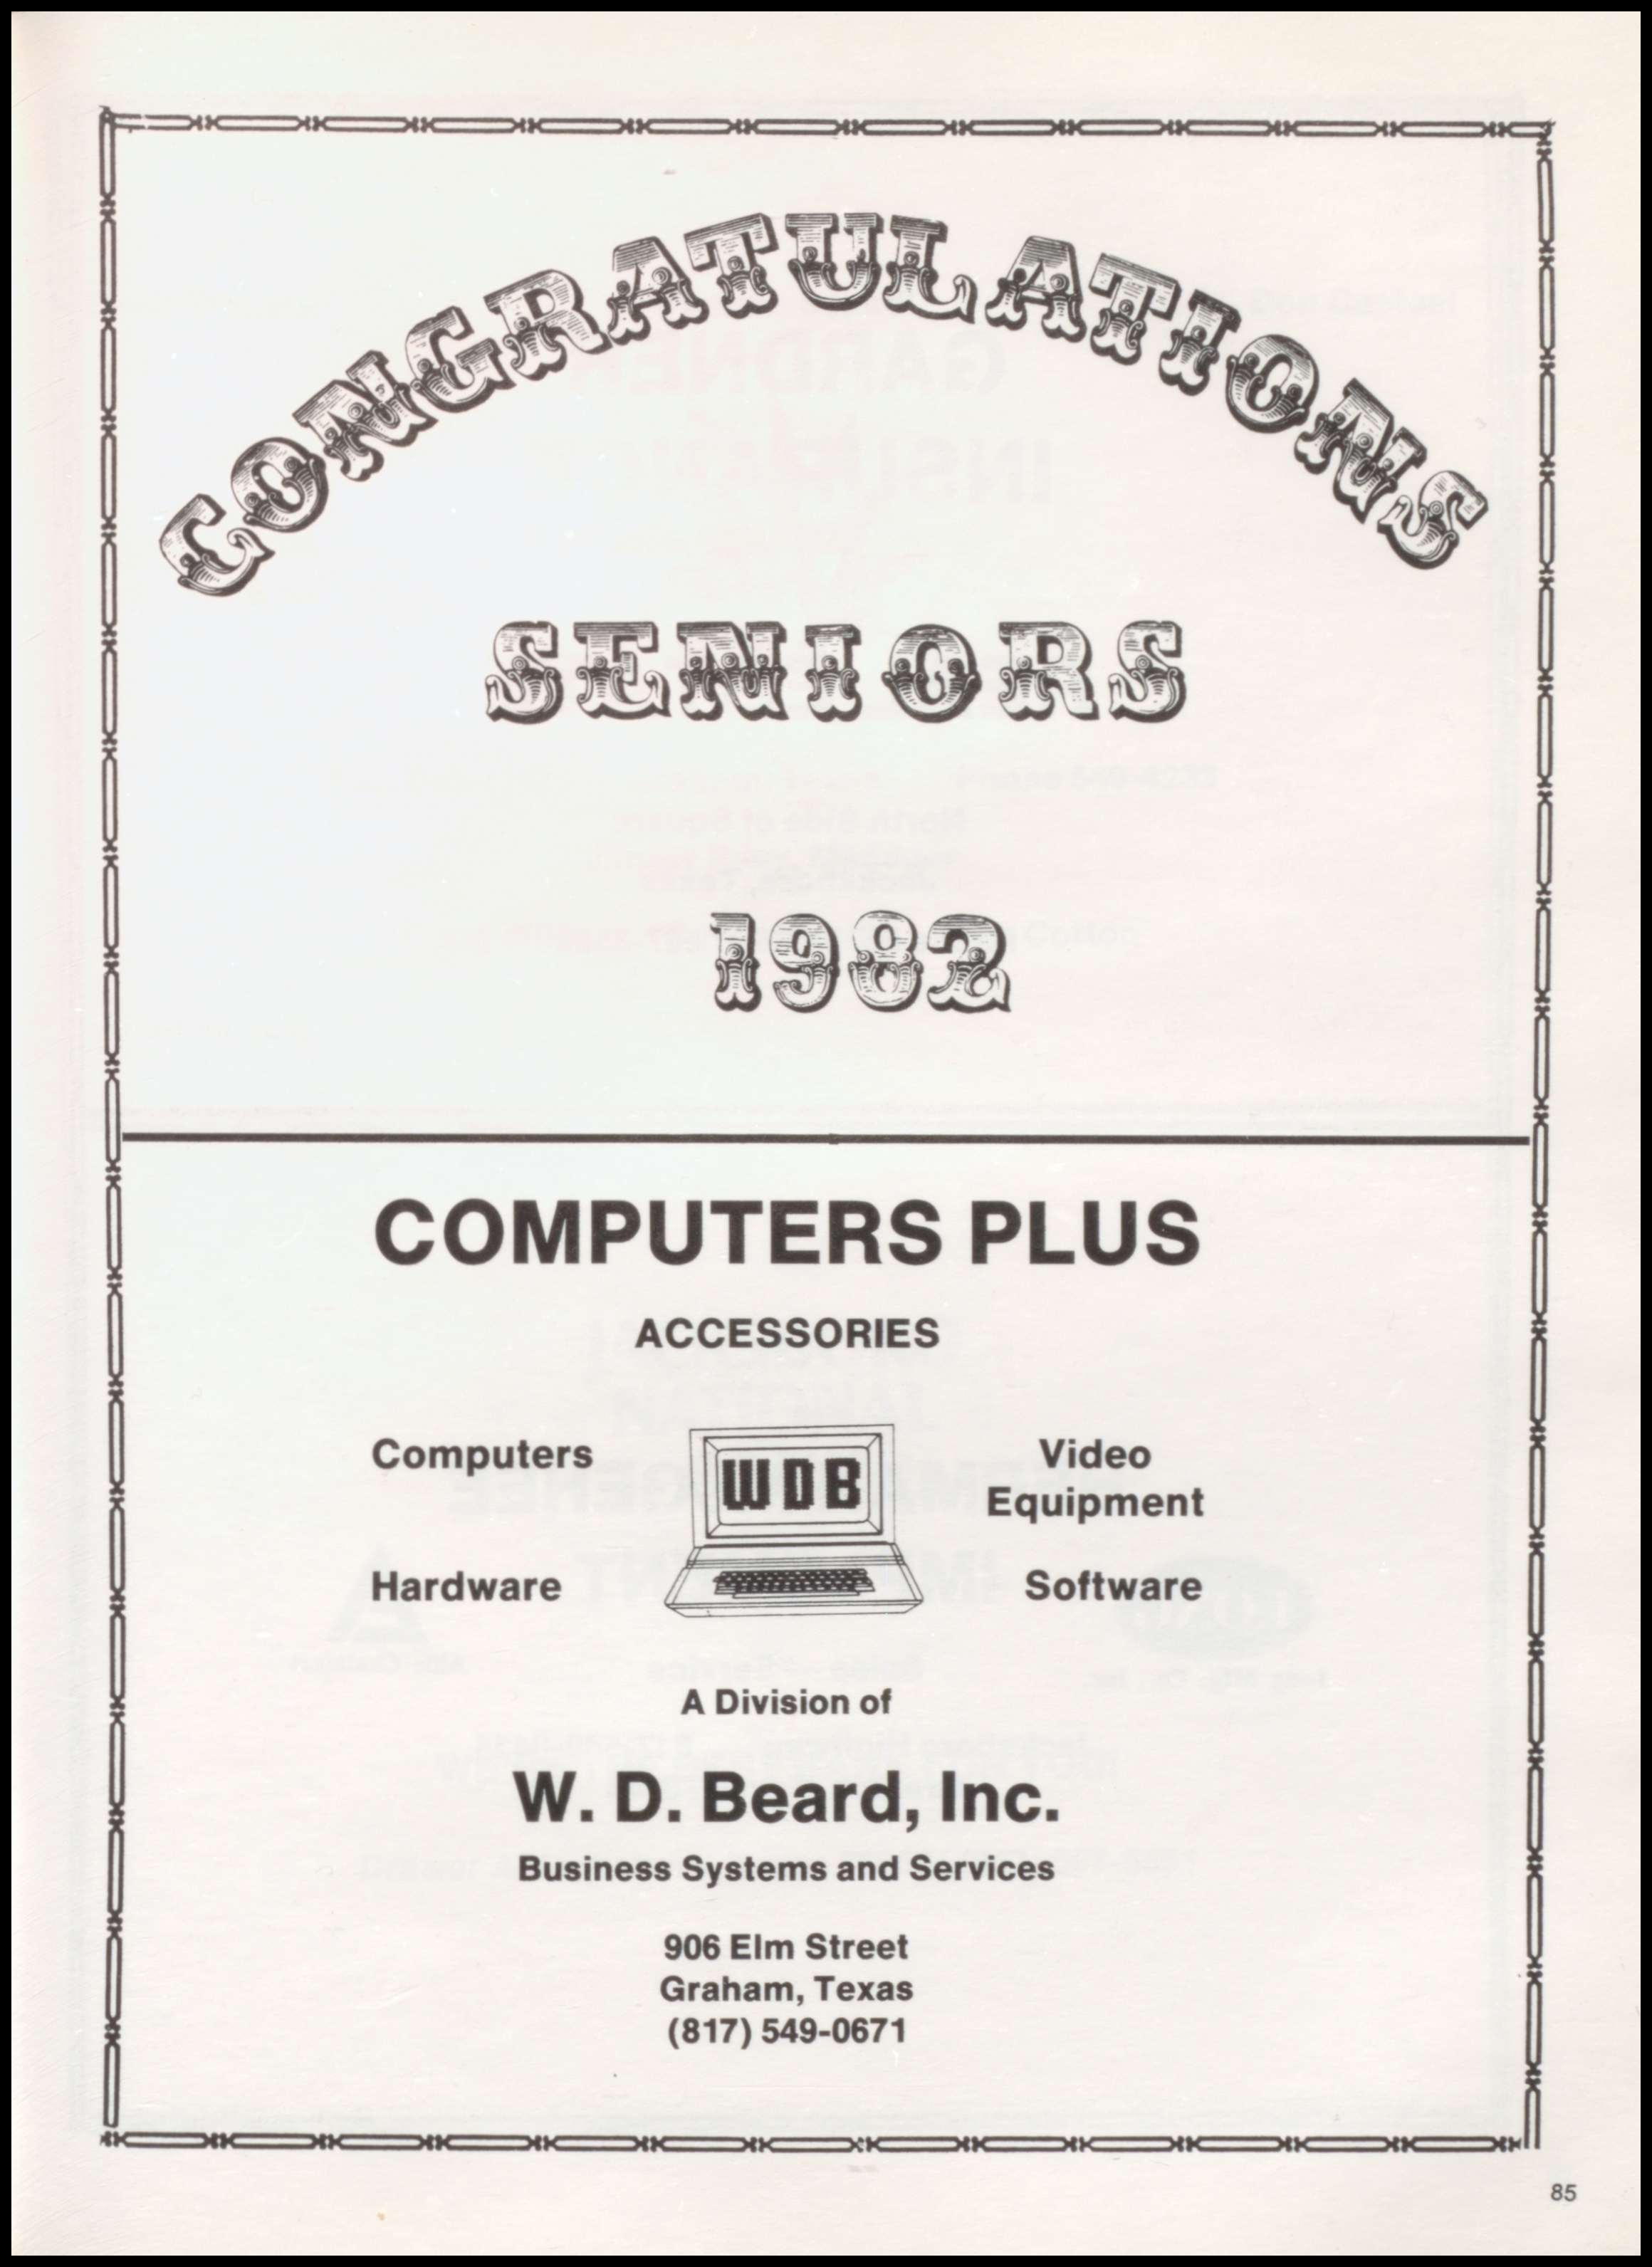 CONGRATULATIONS
SENIORS
1982
COMPUTERS PLUS
ACCESSORIES
Computers
WDB
Video
Equipment
Hardware
Software
A Division of
W. D. Beard, Inc.
Business Systems and Services
906 Elm Street
Graham, Texas
(817) 549-0671
85